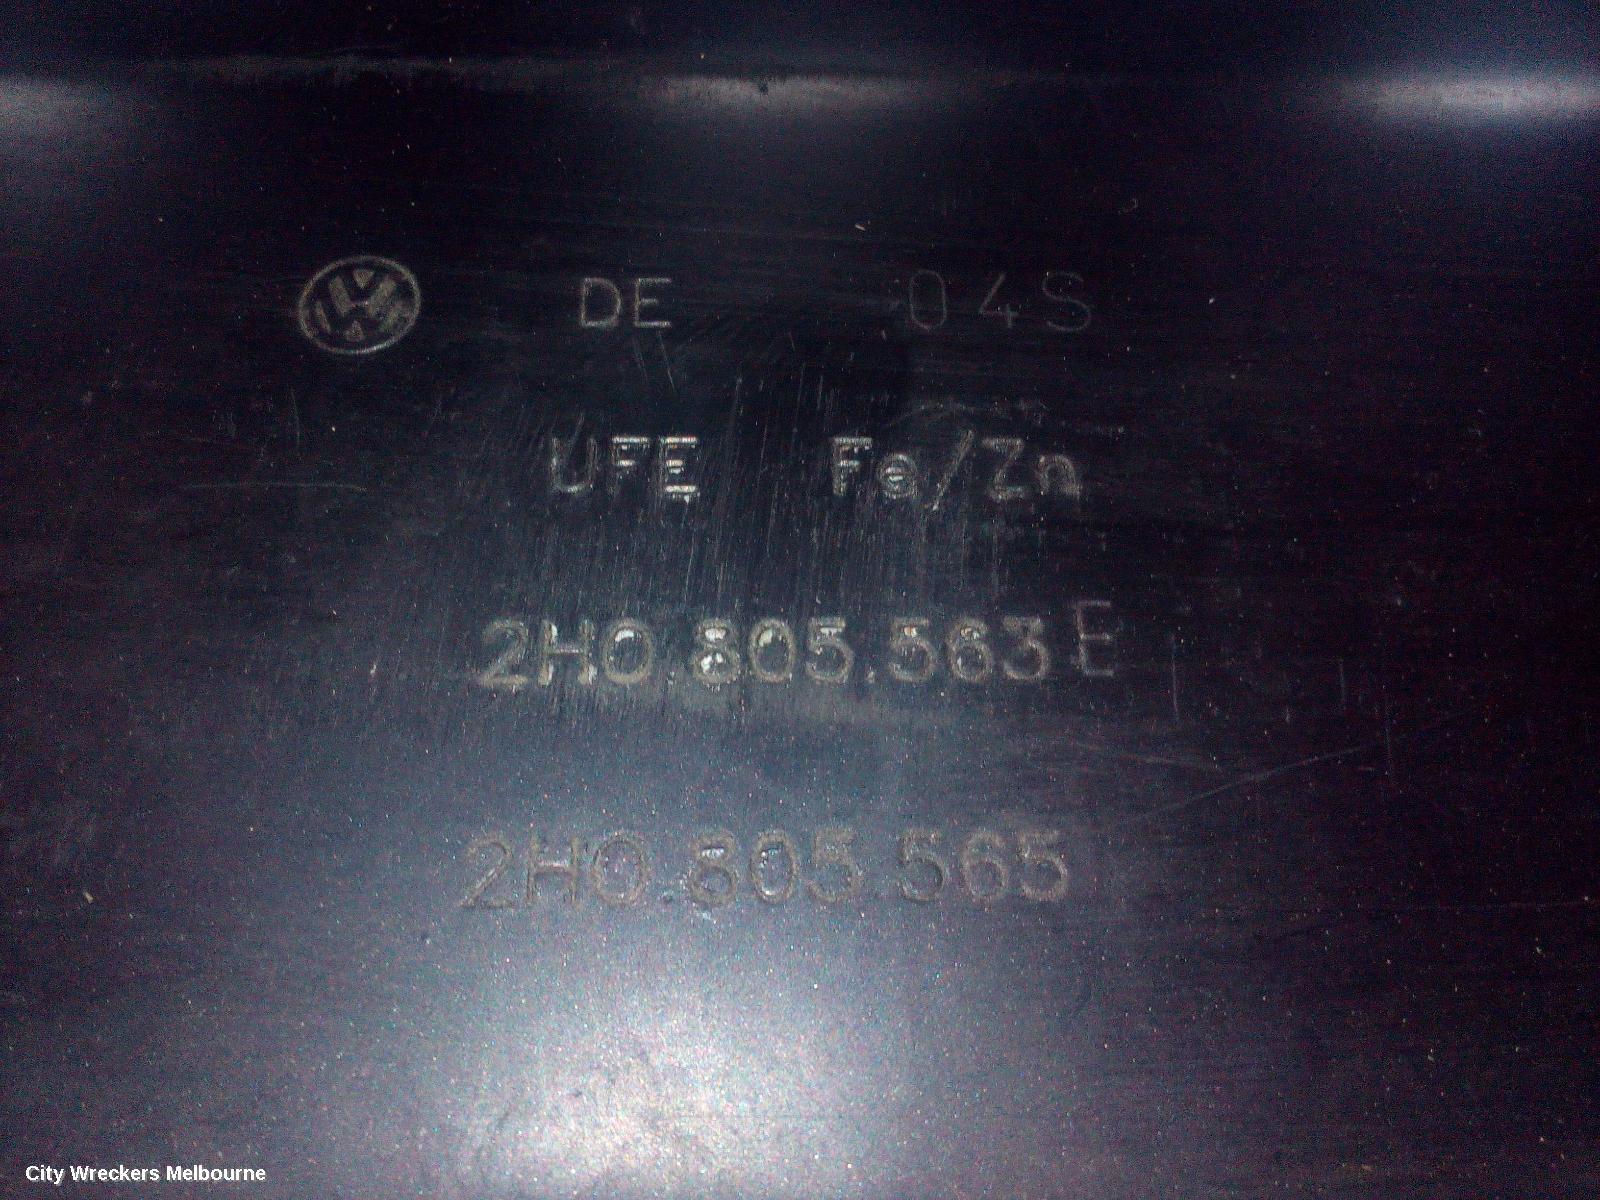 DE 04S
UFE Fe/Zn
2H0.805.563 E
2H0.805.565
City Wreckers Melbourne